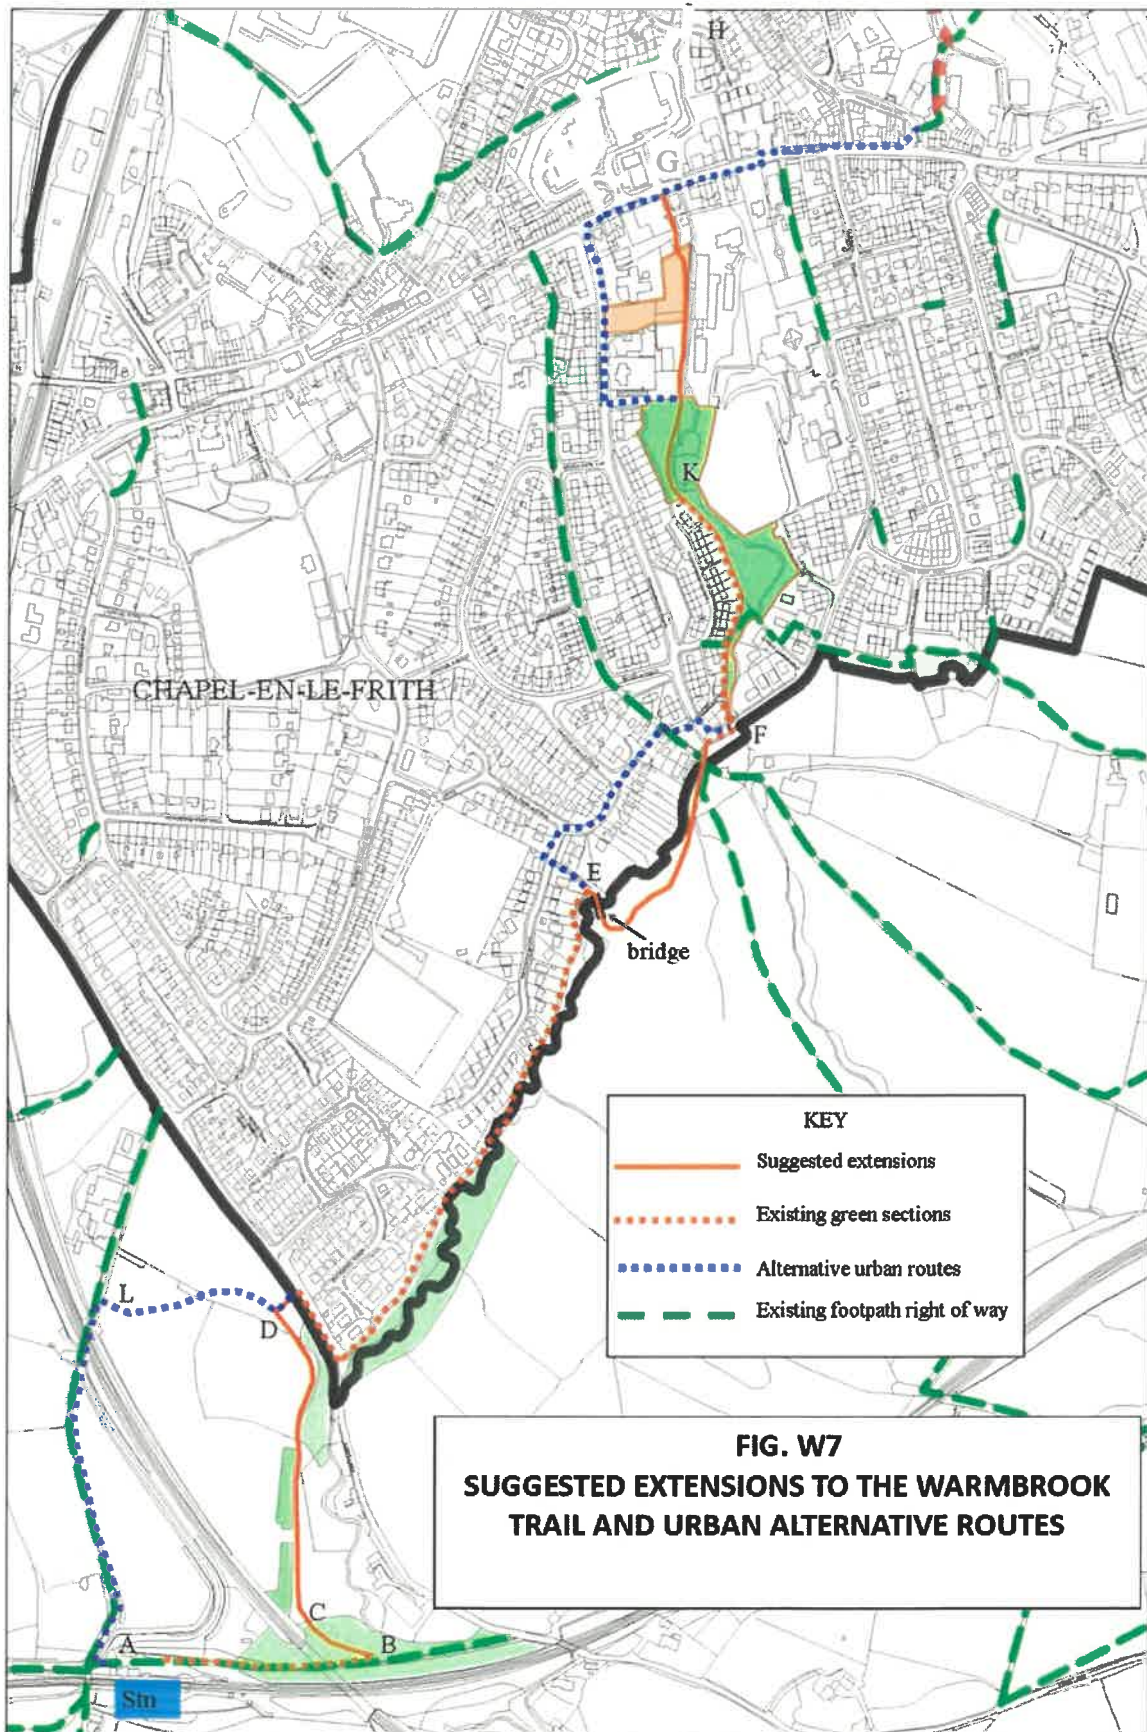 H
G
K
CHAPEL-EN-LE-FRITH
F
E
bridge
KEY
Suggested extensions
Existing green sections
Alternative urban routes
Existing footpath right of way
L
D
FIG. W7
SUGGESTED EXTENSIONS TO THE WARMBROOK
TRAIL AND URBAN ALTERNATIVE ROUTES
C
B
A
Stn